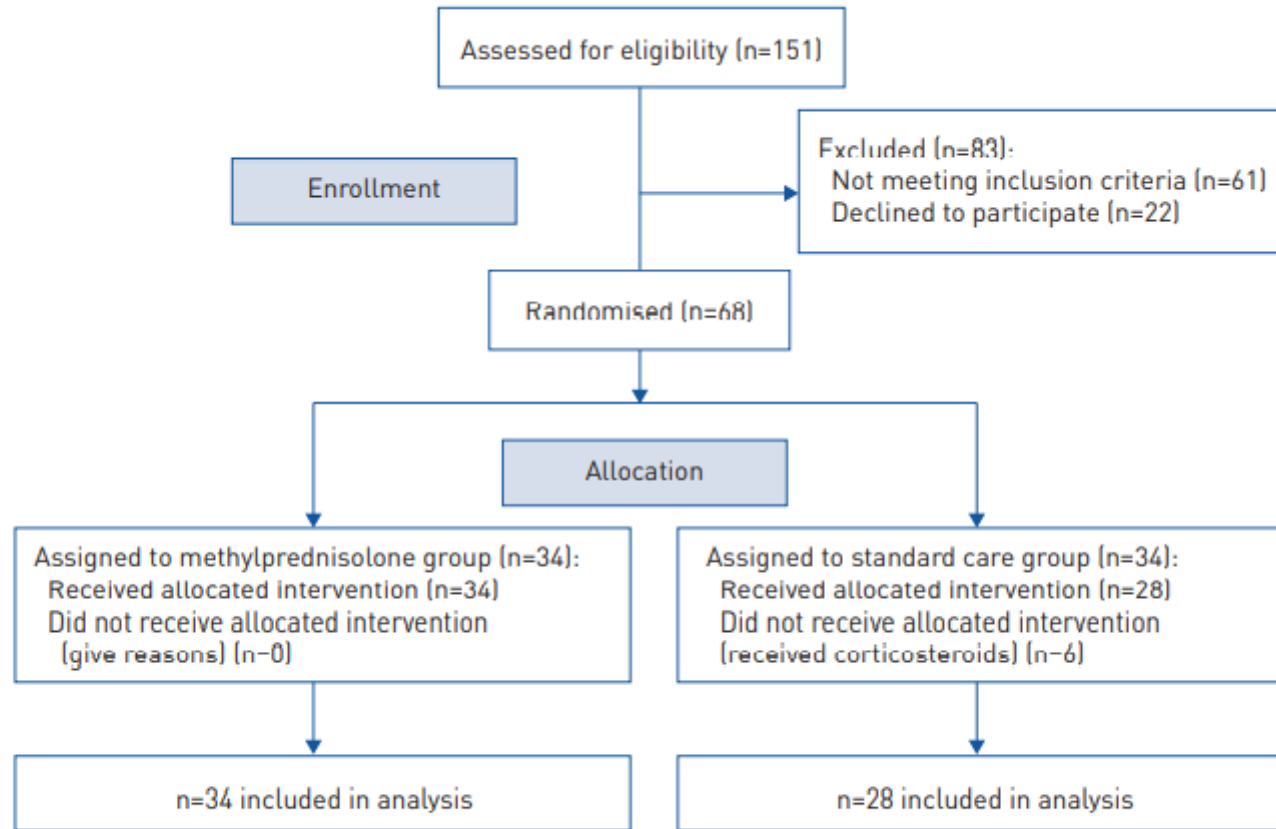 Assessed for eligibility (n=151)
Excluded (n=83):
Not meeting inclusion criteria (n=61)
Declined to participate (n=22)
Enrollment
Randomised (n=68)
Allocation
Assigned to methylprednisolone group (n=34):
Received allocated intervention (n=34)
Did not receive allocated intervention
(give reasons) (n=0)
Assigned to standard care group (n=34):
Received allocated intervention (n=28)
Did not receive allocated intervention
(received corticosteroids) (n=6)
n=34 included in analysis
n=28 included in analysis